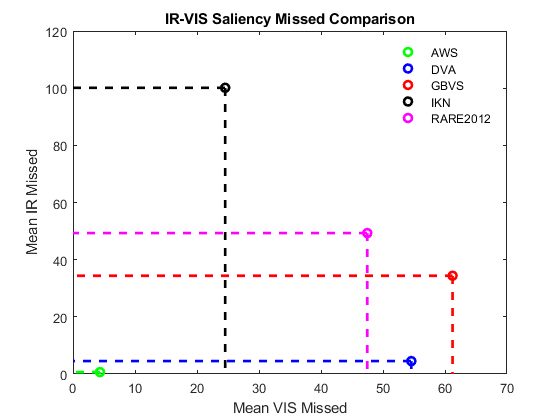 IR-VIS Saliency Missed Comparison
120
100
80
60
40
20
0
Mean IR Missed
AWS
DVA
GBVS
IKN
RARE2012
0 10 20 30 40 50 60 70
Mean VIS Missed